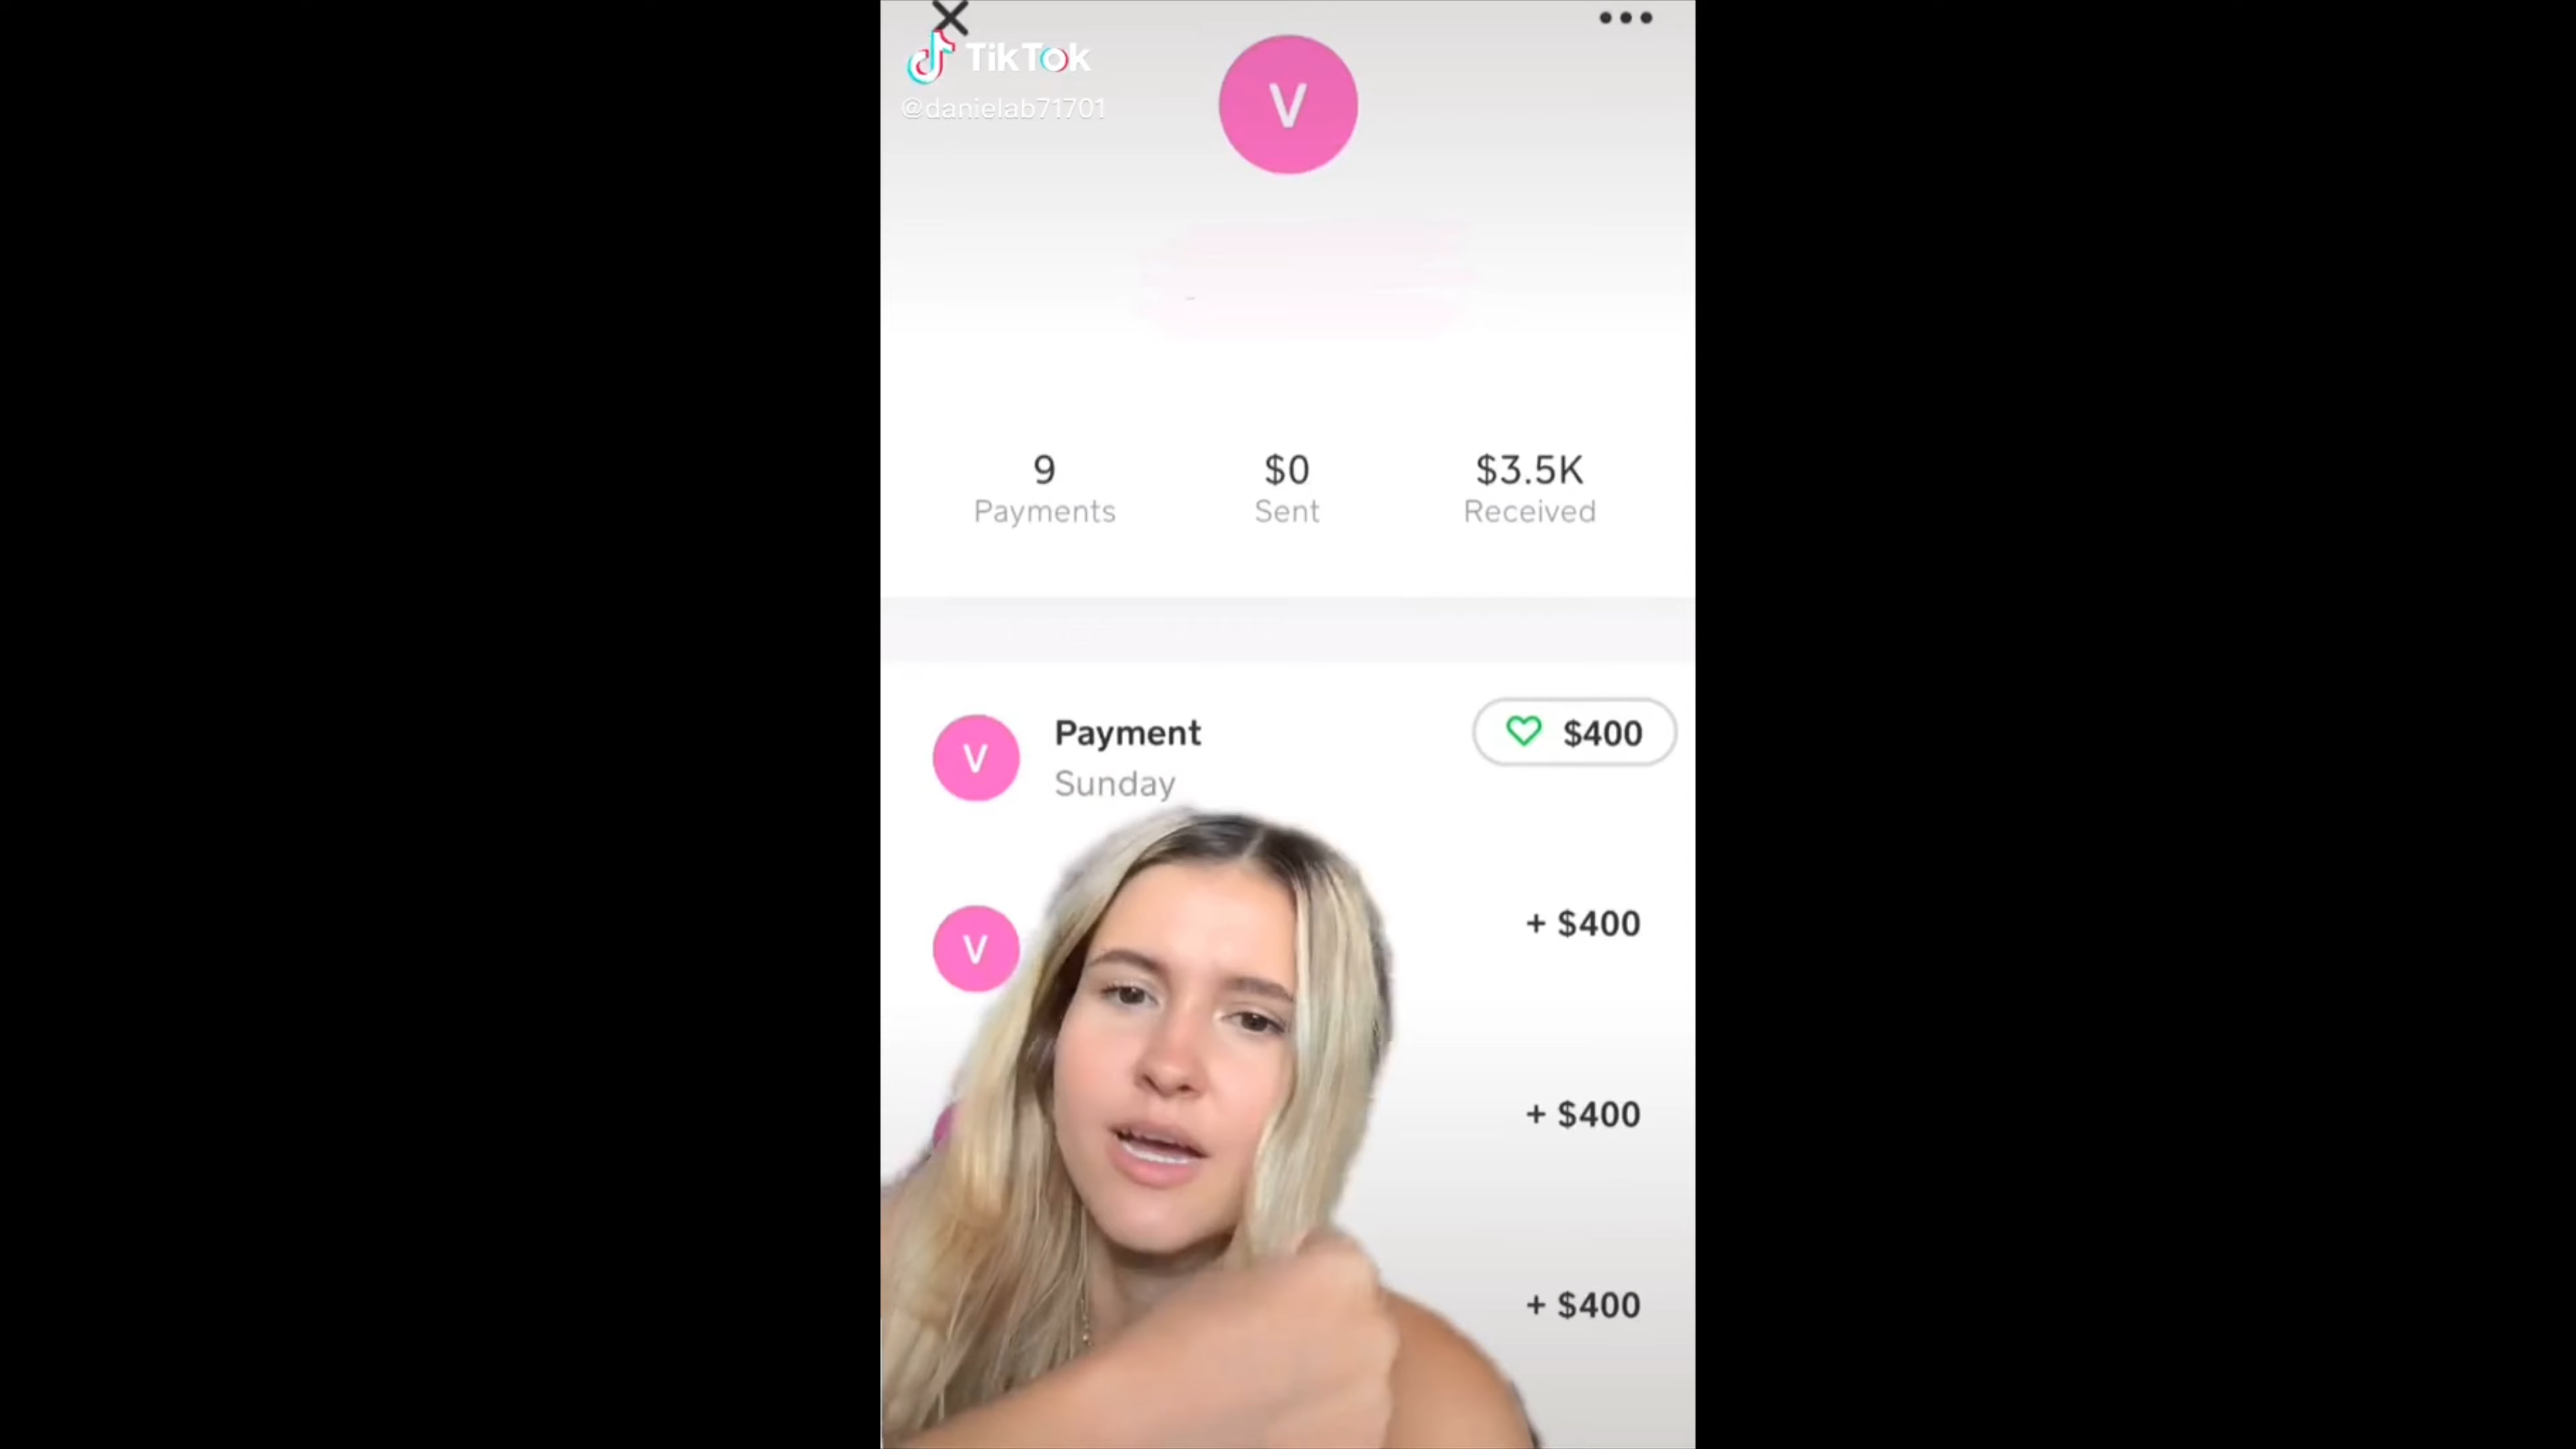 TikTok
@danielab71701
V
9
$0
$3.5K
Payments
Sent
Received
V
Payment
$400
Sunday
V
+ $400
+ $400
+ $400